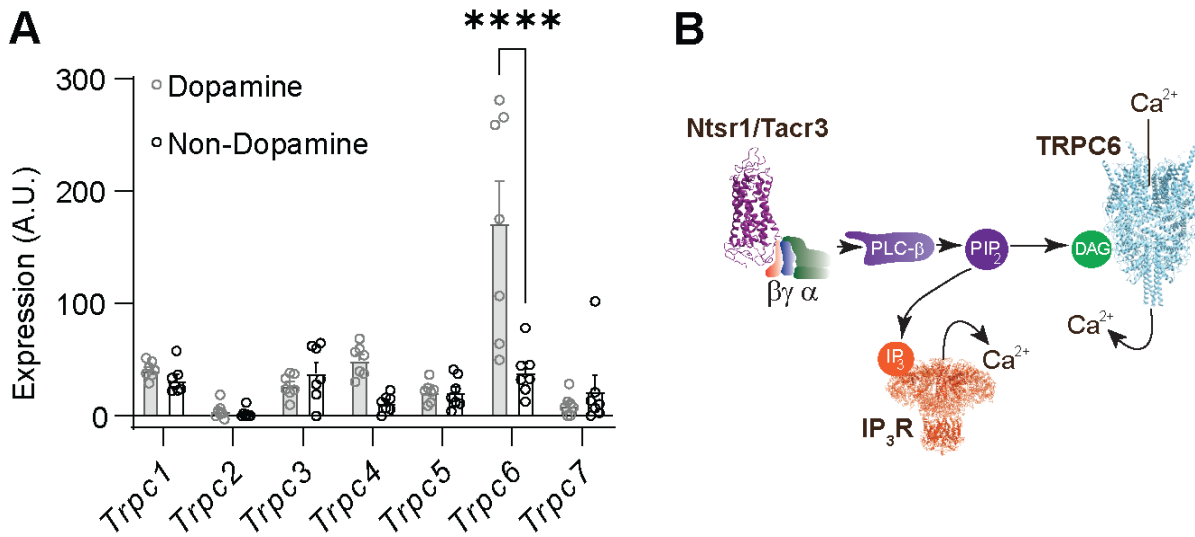 A
****
Expression (A.U.)
300
200
100
0
Dopamine
Non-Dopamine
Trpc1
Trpc2
Trpc3
Trpc4
Trpc5
Trpc6
Trpc7
B
Ntsr1/Tacr3
βγ α
PLC-β
PIP₂
DAG
TRPC6
Ca²⁺
Ca²⁺
IP₃
Ca²⁺
IP₃R